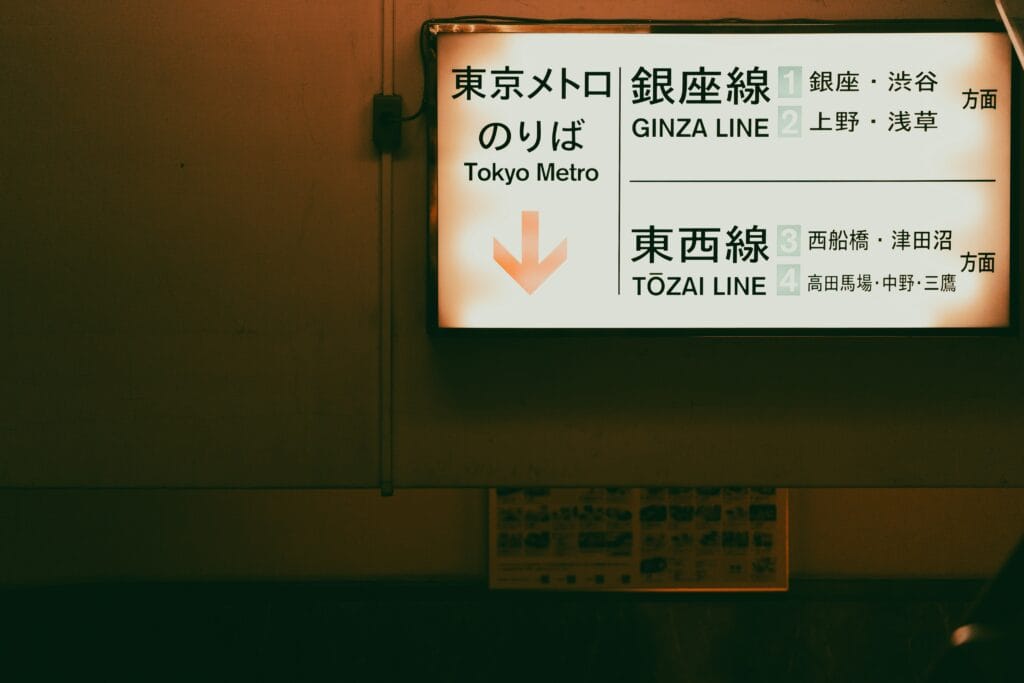 東京メトロ
のりば
Tokyo Metro
銀座線
GINZA LINE
1 銀座・渋谷
2 上野・浅草
方面
東西線
TŌZAI LINE
3 西船橋・津田沼
4 高田馬場・中野・三鷹
方面